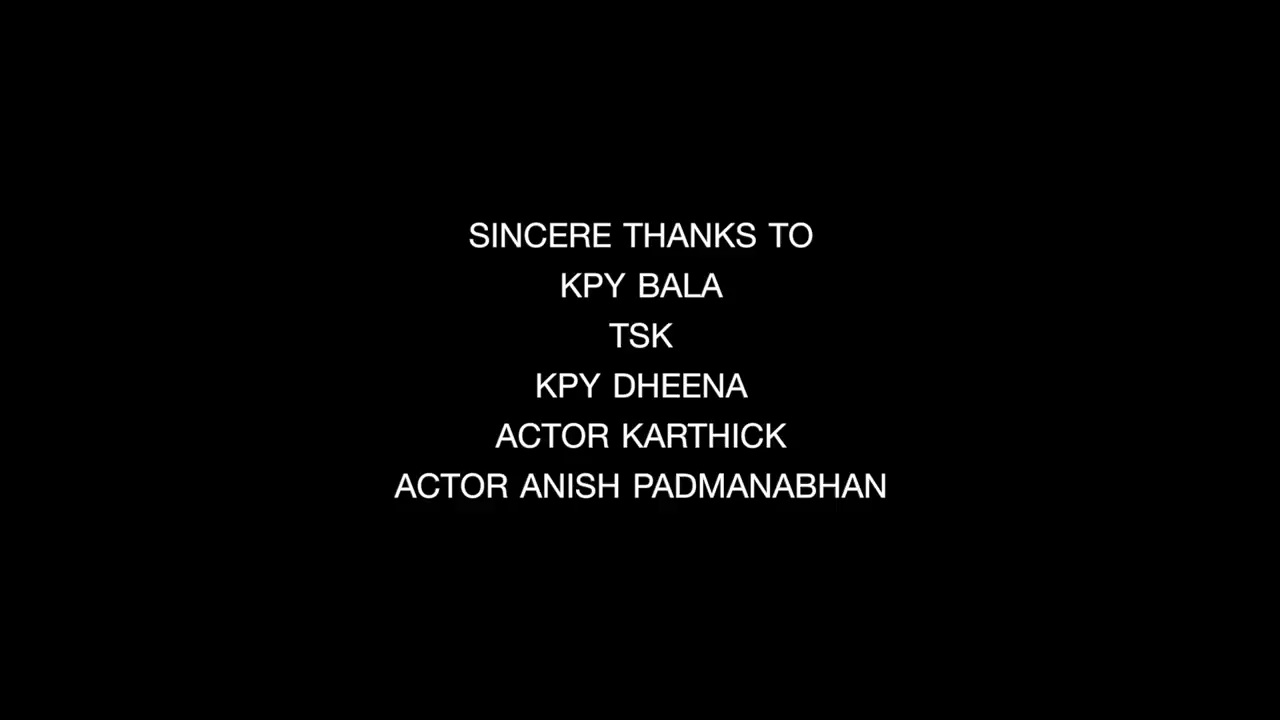 SINCERE THANKS TO
KPY BALA
TSK
KPY DHEENA
ACTOR KARTHICK
ACTOR ANISH PADMANABHAN